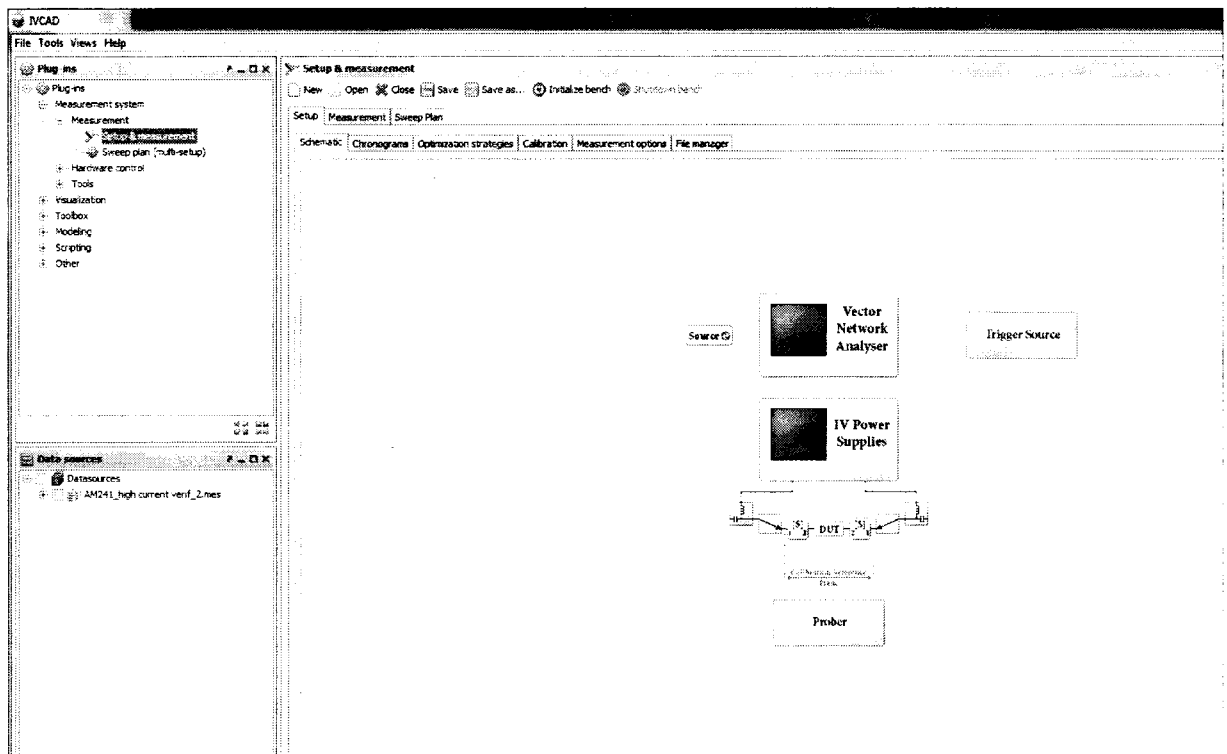 IVCAD
File Tools Views Help
Plug-ins
Plug-ins
Measurement system
Measurement
Setup & measurement
Sweep plan (multi-setup)
Hardware control
Tools
Visualization
Toolbox
Modeling
Scripting
Other
Data sources
Datasources
AM241_high current verif_2.mes
Setup & measurement
New Open Close Save Save as... Initialize bench Shutdown bench
Setup Measurement Sweep Plan
Schematic Chronograms Optimization strategies Calibration Measurement options File manager
Source
Vector
Network
Analyser
Trigger Source
IV Power
Supplies
[S] DUT [S]
Prober